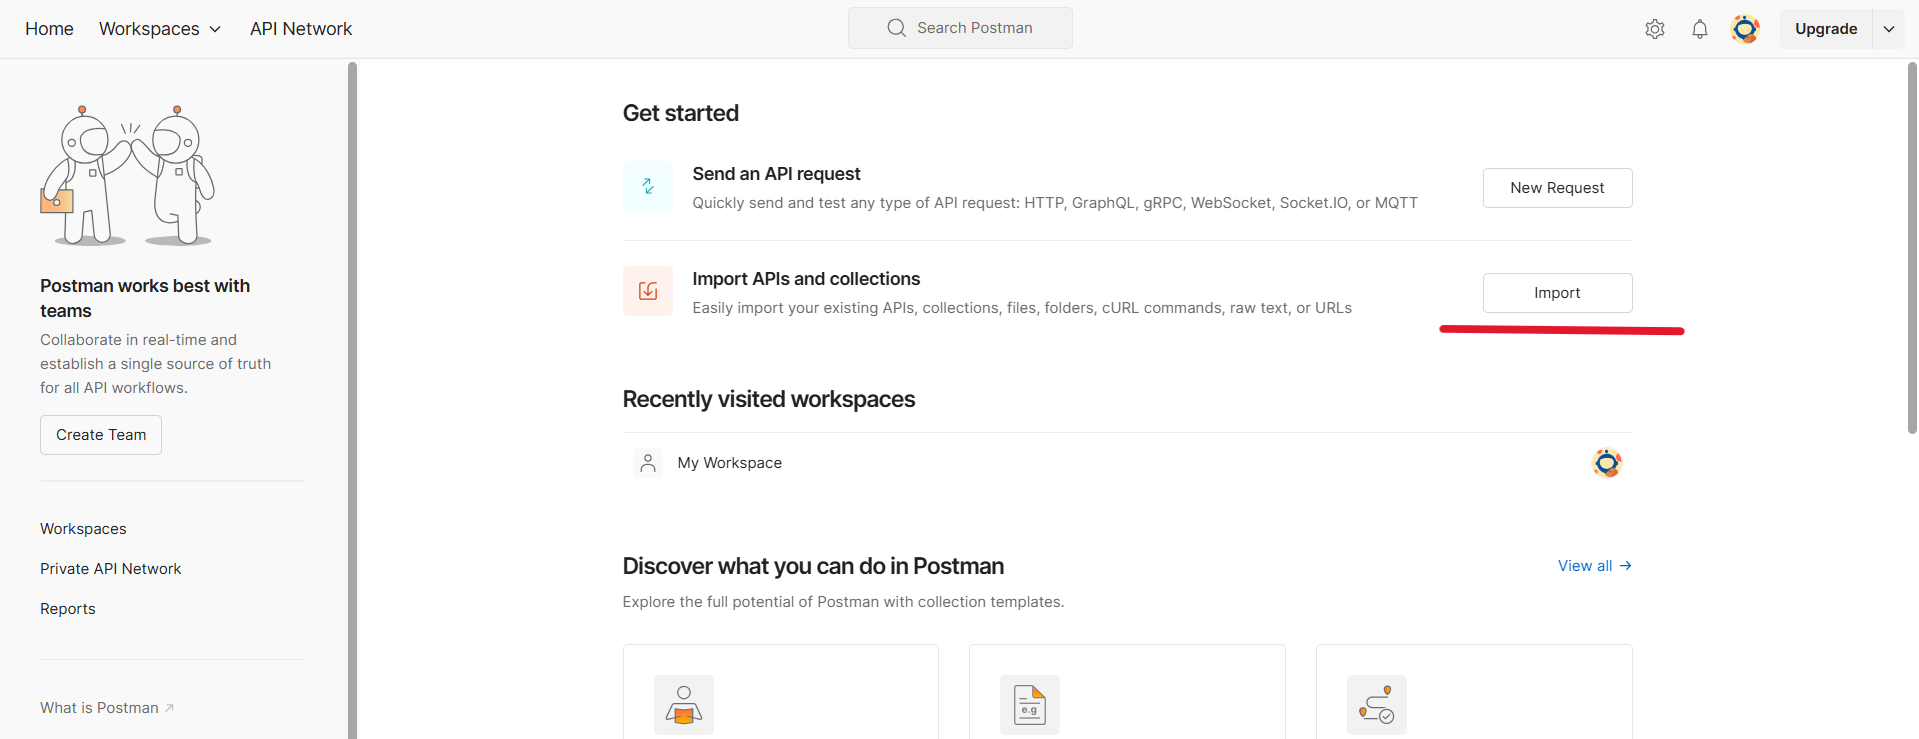 Home Workspaces API Network Search Postman Upgrade
Postman works best with
teams
Collaborate in real-time and
establish a single source of truth
for all API workflows.
Create Team
Workspaces
Private API Network
Reports
What is Postman
Get started
Send an API request
Quickly send and test any type of API request: HTTP, GraphQL, gRPC, WebSocket, Socket.IO, or MQTT
New Request
Import APIs and collections
Easily import your existing APIs, collections, files, folders, cURL commands, raw text, or URLs
Import
Recently visited workspaces
My Workspace
Discover what you can do in Postman
View all →
Explore the full potential of Postman with collection templates.
e.g